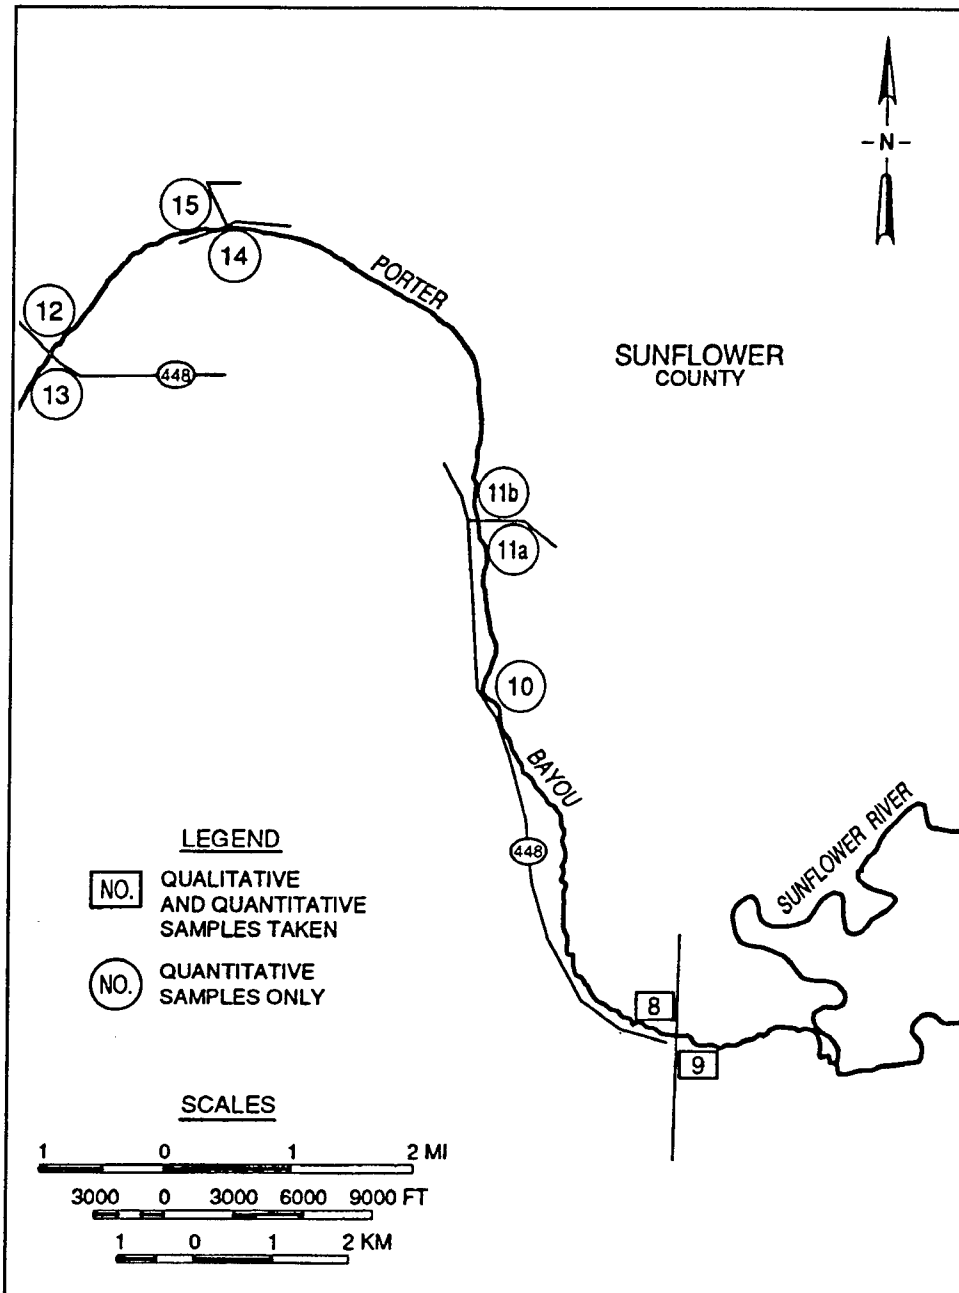 -N-
15
14
PORTER
12
SUNFLOWER
COUNTY
448
13
11b
11a
10
BAYOU
SUNFLOWER RIVER
448
LEGEND
NO. QUALITATIVE
AND QUANTITATIVE
SAMPLES TAKEN
NO. QUANTITATIVE
SAMPLES ONLY
8
9
SCALES
1 0 1 2 MI
3000 0 3000 6000 9000 FT
1 0 1 2 KM